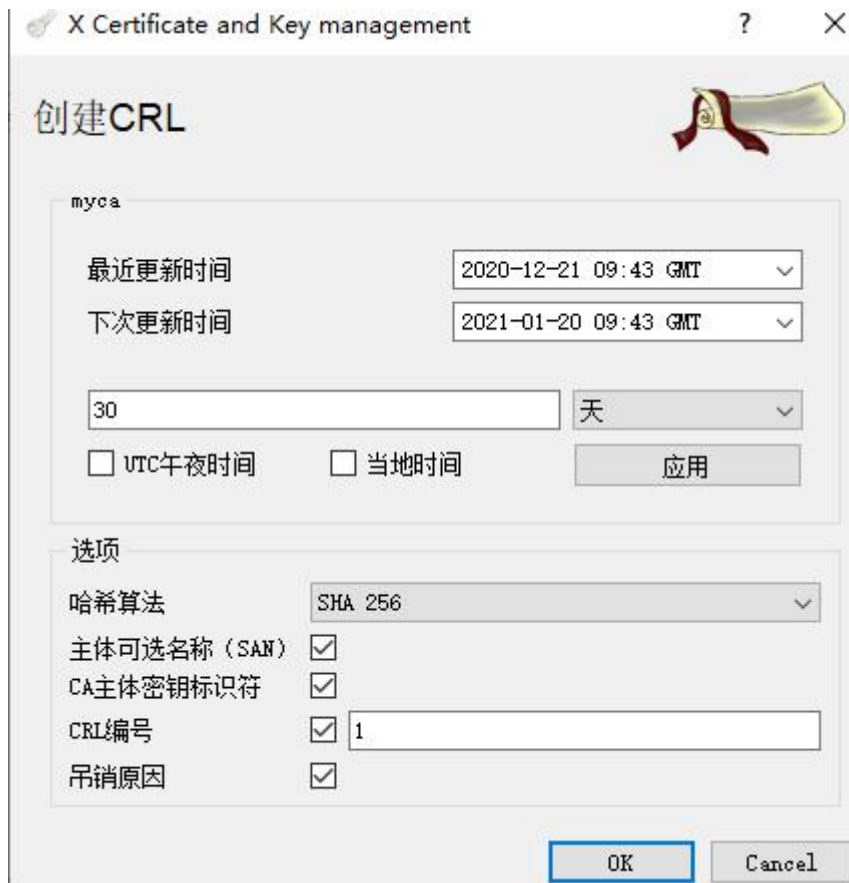 X Certificate and Key management
创建CRL
myca
最近更新时间 2020-12-21 09:43 GMT
下次更新时间 2021-01-20 09:43 GMT
30 天
UTC午夜时间 当地时间 应用
选项
哈希算法 SHA 256
主体可选名称（SAN）
CA主体密钥标识符
CRL编号 1
吊销原因
OK Cancel